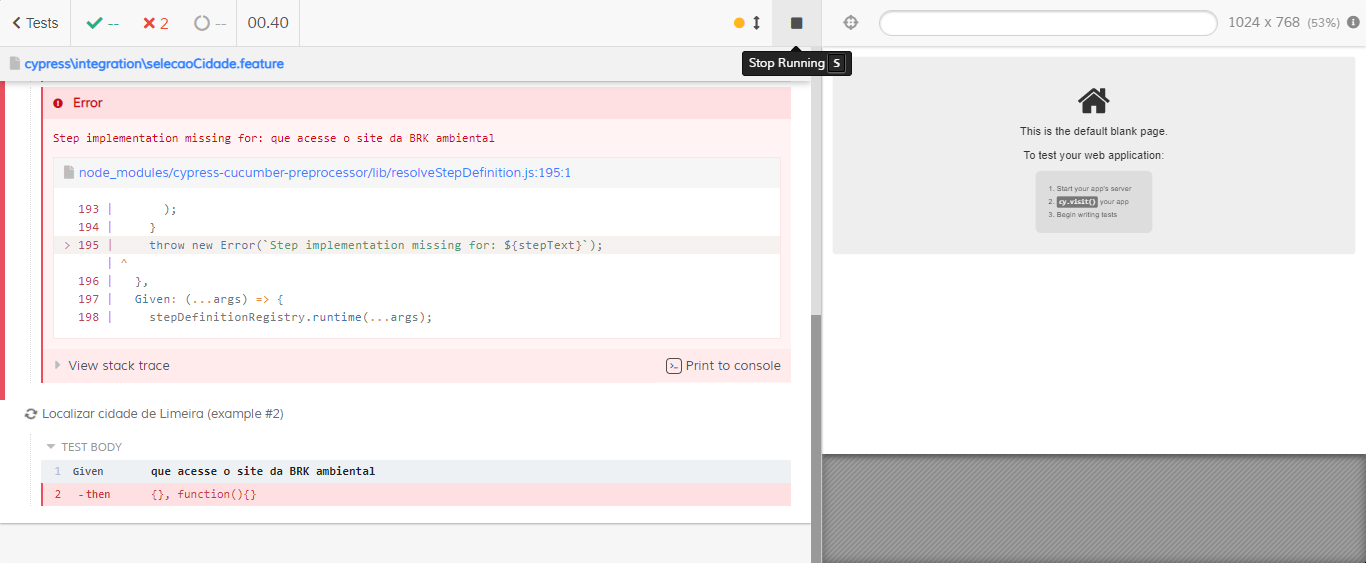 Tests -- 2 -- 00.40
Stop Running S
1024 x 768 (53%)
cypress\integration\selecaoCidade.feature
Error
Step implementation missing for: que acesse o site da BRK ambiental
node_modules/cypress-cucumber-preprocessor/lib/resolveStepDefinition.js:195:1
193 | );
194 | }
> 195 | throw new Error(`Step implementation missing for: ${stepText}`);
| ^
196 | },
197 | Given: (...args) => {
198 | stepDefinitionRegistry.runtime(...args);
View stack trace
Print to console
Localizar cidade de Limeira (example #2)
TEST BODY
1 Given que acesse o site da BRK ambiental
2 -then {}, function(){}
This is the default blank page.
To test your web application:
1. Start your app's server
2. cy.visit() your app
3. Begin writing tests